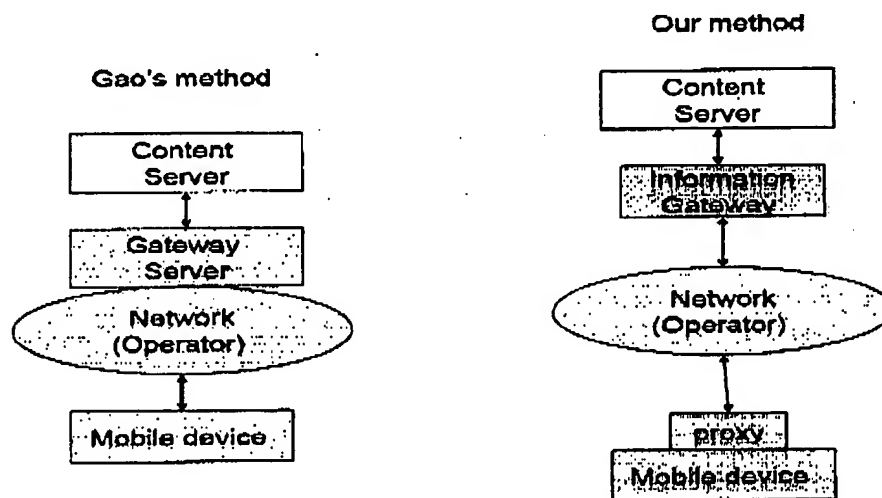 Gao's method
Content
Server
Gateway
Server
Network
(Operator)
Mobile device
Our method
Content
Server
Information
Gateway
Network
(Operator)
proxy
Mobile device